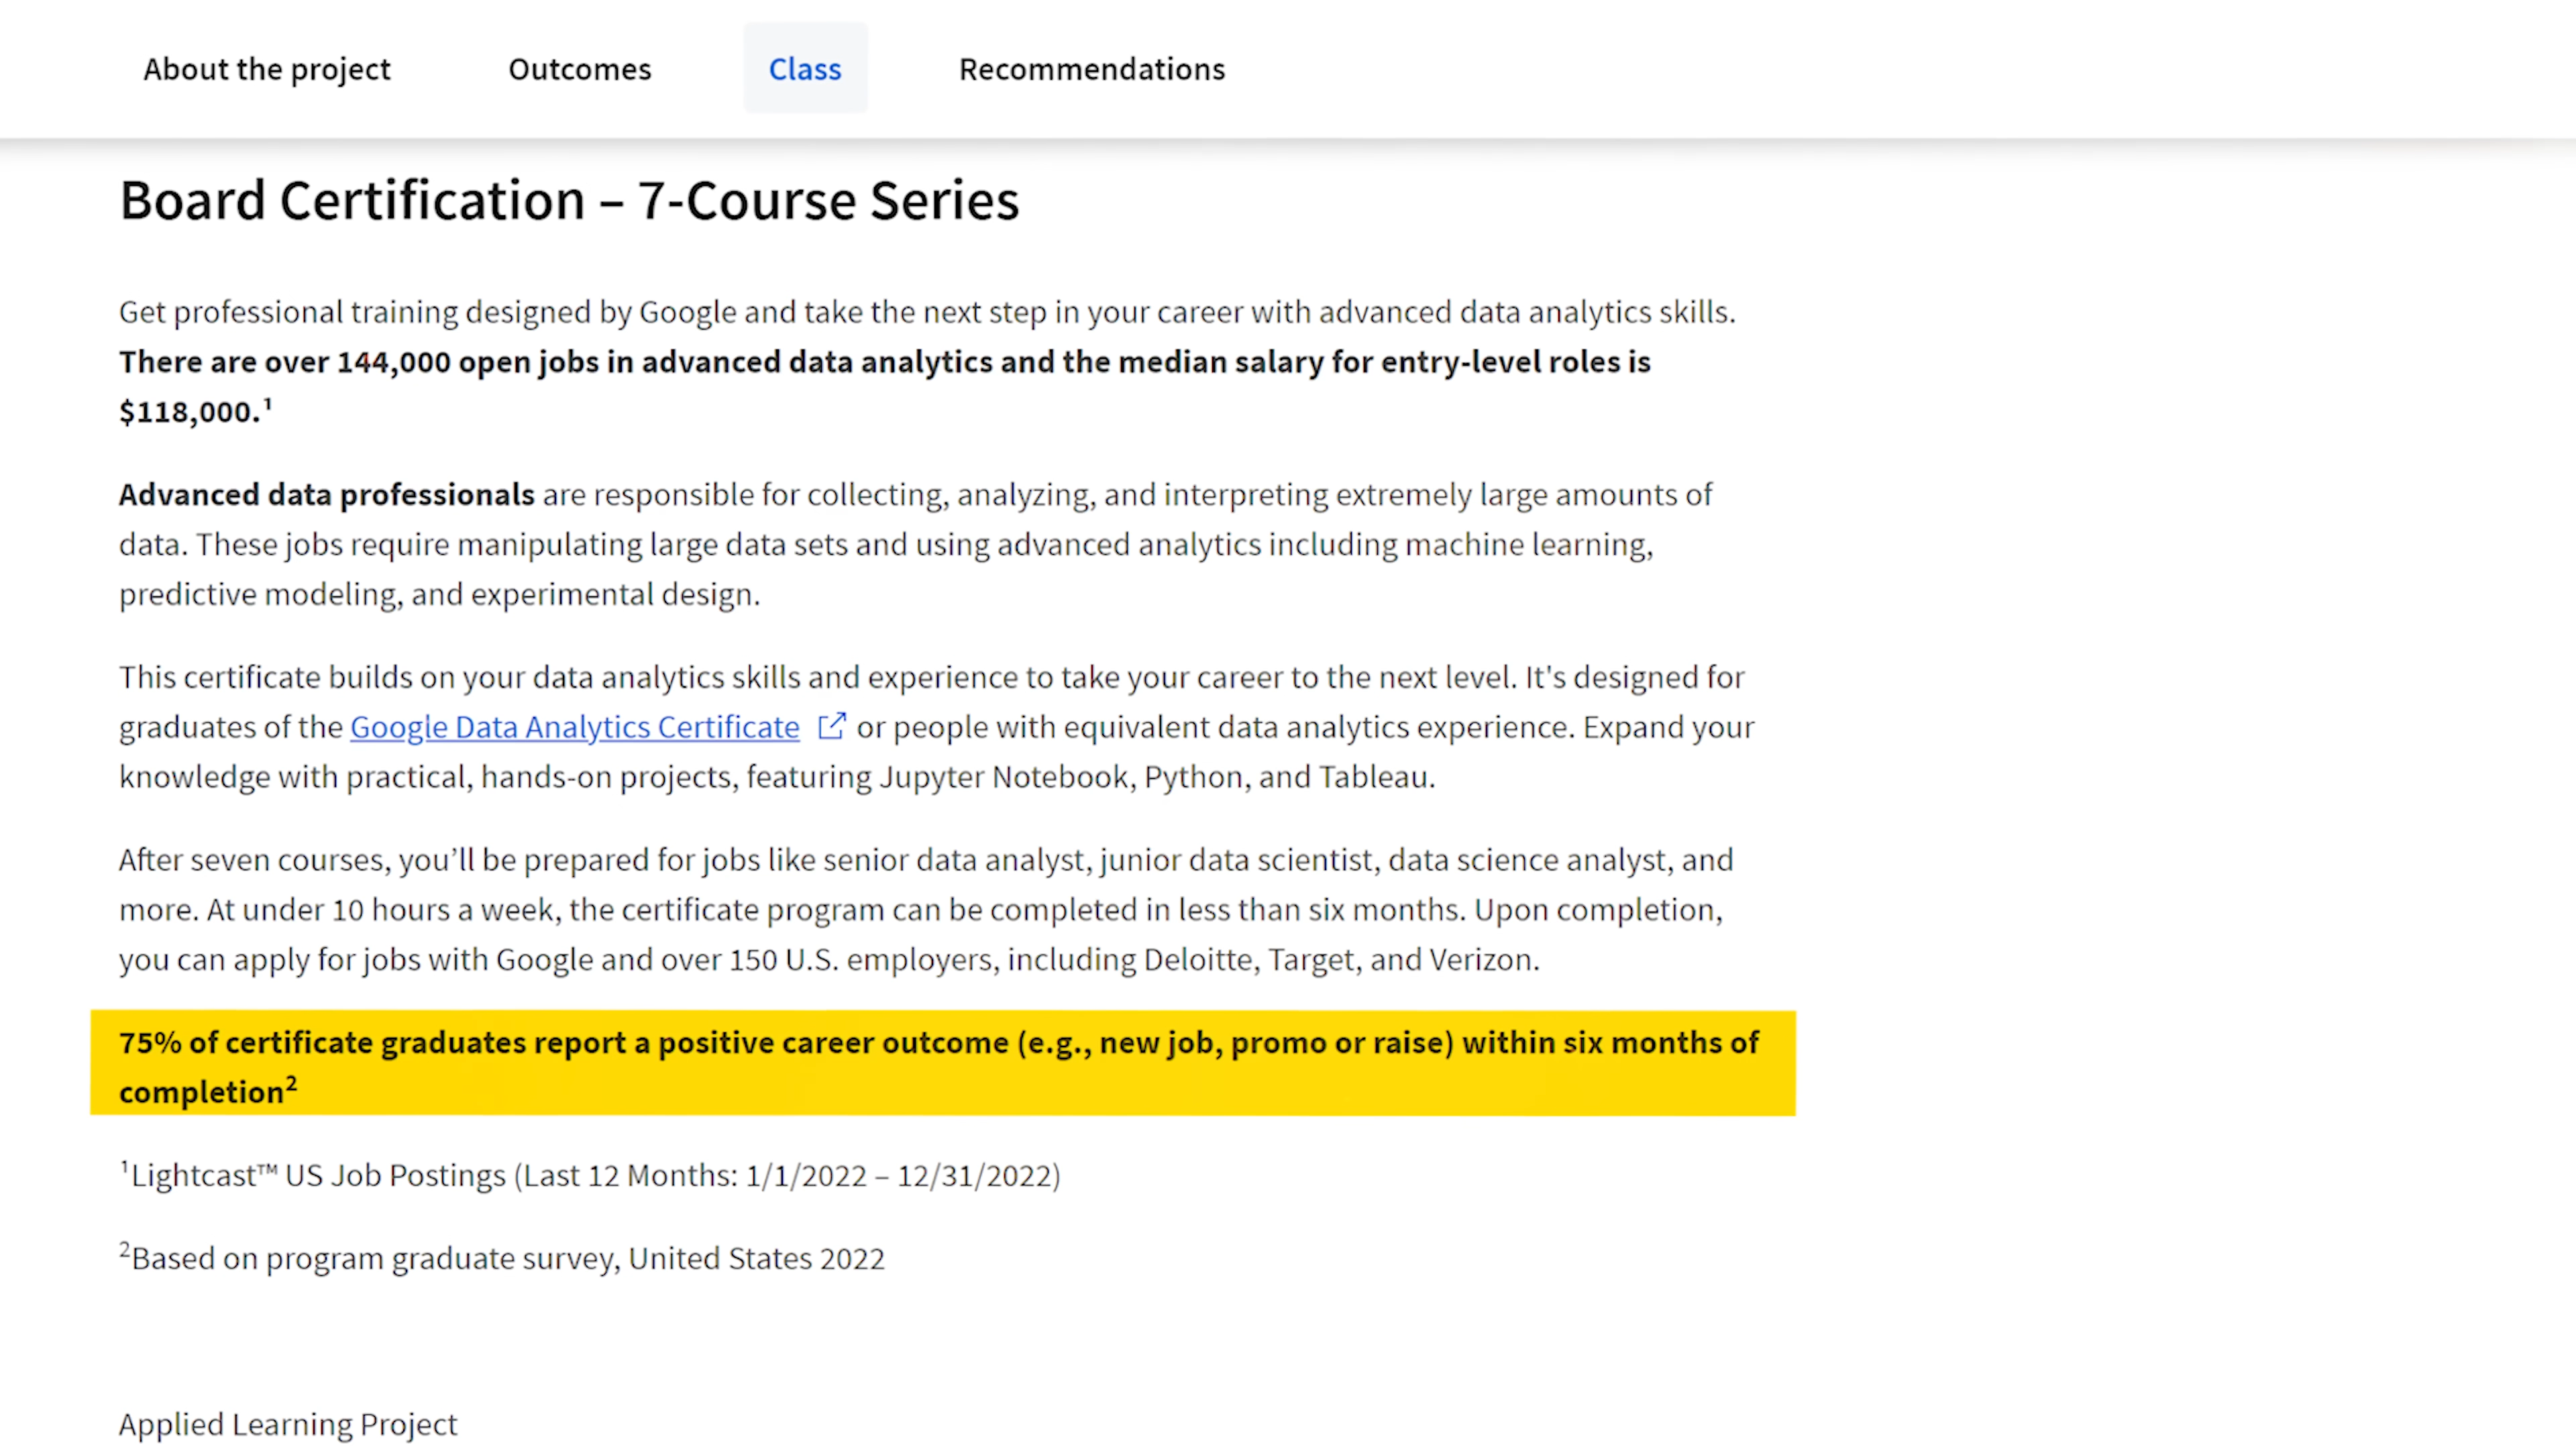 About the project
Outcomes
Class
Recommendations
Board Certification – 7-Course Series
Get professional training designed by Google and take the next step in your career with advanced data analytics skills.
There are over 144,000 open jobs in advanced data analytics and the median salary for entry-level roles is
$118,000.¹
Advanced data professionals are responsible for collecting, analyzing, and interpreting extremely large amounts of
data. These jobs require manipulating large data sets and using advanced analytics including machine learning,
predictive modeling, and experimental design.
This certificate builds on your data analytics skills and experience to take your career to the next level. It's designed for
graduates of the Google Data Analytics Certificate or people with equivalent data analytics experience. Expand your
knowledge with practical, hands-on projects, featuring Jupyter Notebook, Python, and Tableau.
After seven courses, you’ll be prepared for jobs like senior data analyst, junior data scientist, data science analyst, and
more. At under 10 hours a week, the certificate program can be completed in less than six months. Upon completion,
you can apply for jobs with Google and over 150 U.S. employers, including Deloitte, Target, and Verizon.
75% of certificate graduates report a positive career outcome (e.g., new job, promo or raise) within six months of
completion²
¹Lightcast™ US Job Postings (Last 12 Months: 1/1/2022 – 12/31/2022)
²Based on program graduate survey, United States 2022
Applied Learning Project